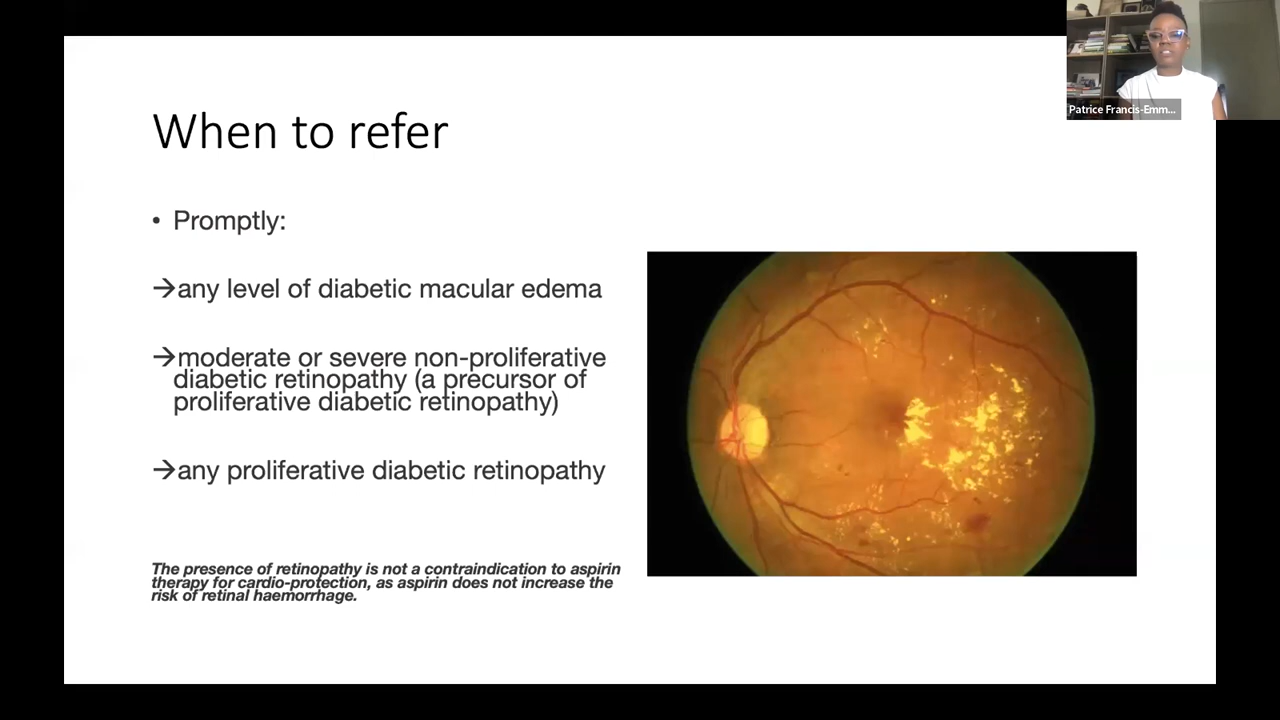 Patrice Francis-Emm...
When to refer
• Promptly:
→any level of diabetic macular edema
→moderate or severe non-proliferative
diabetic retinopathy (a precursor of
proliferative diabetic retinopathy)
→any proliferative diabetic retinopathy
The presence of retinopathy is not a contraindication to aspirin
therapy for cardio-protection, as aspirin does not increase the
risk of retinal haemorrhage.